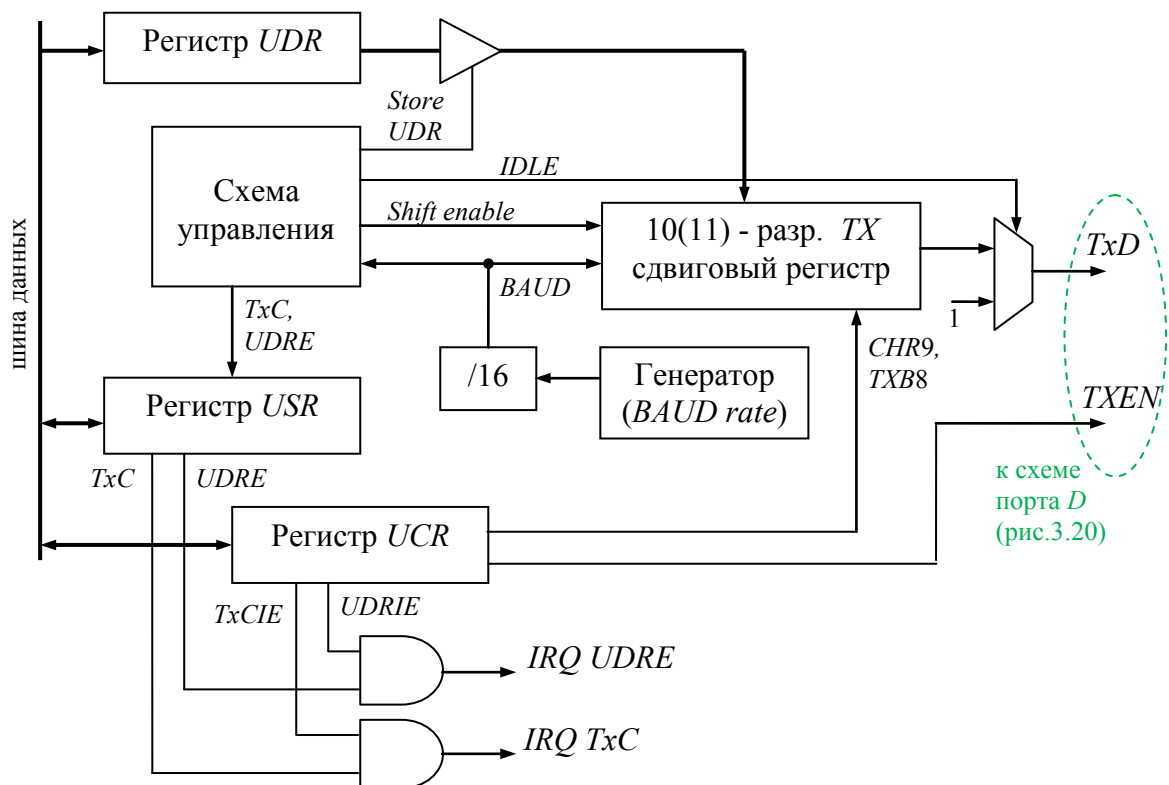 Регистр UDR
Store
UDR
IDLE
Схема
управления
Shift enable
10(11) - разр. TX
сдвиговый регистр
TxD
BAUD
1
шина данных
TxC,
UDRE
CHR9,
TXB8
/16
Генератор
(BAUD rate)
Регистр USR
TXEN
TxC
UDRE
к схеме
порта D
(рис.3.20)
Регистр UCR
TxCIE
UDRIE
IRQ UDRE
IRQ TxC